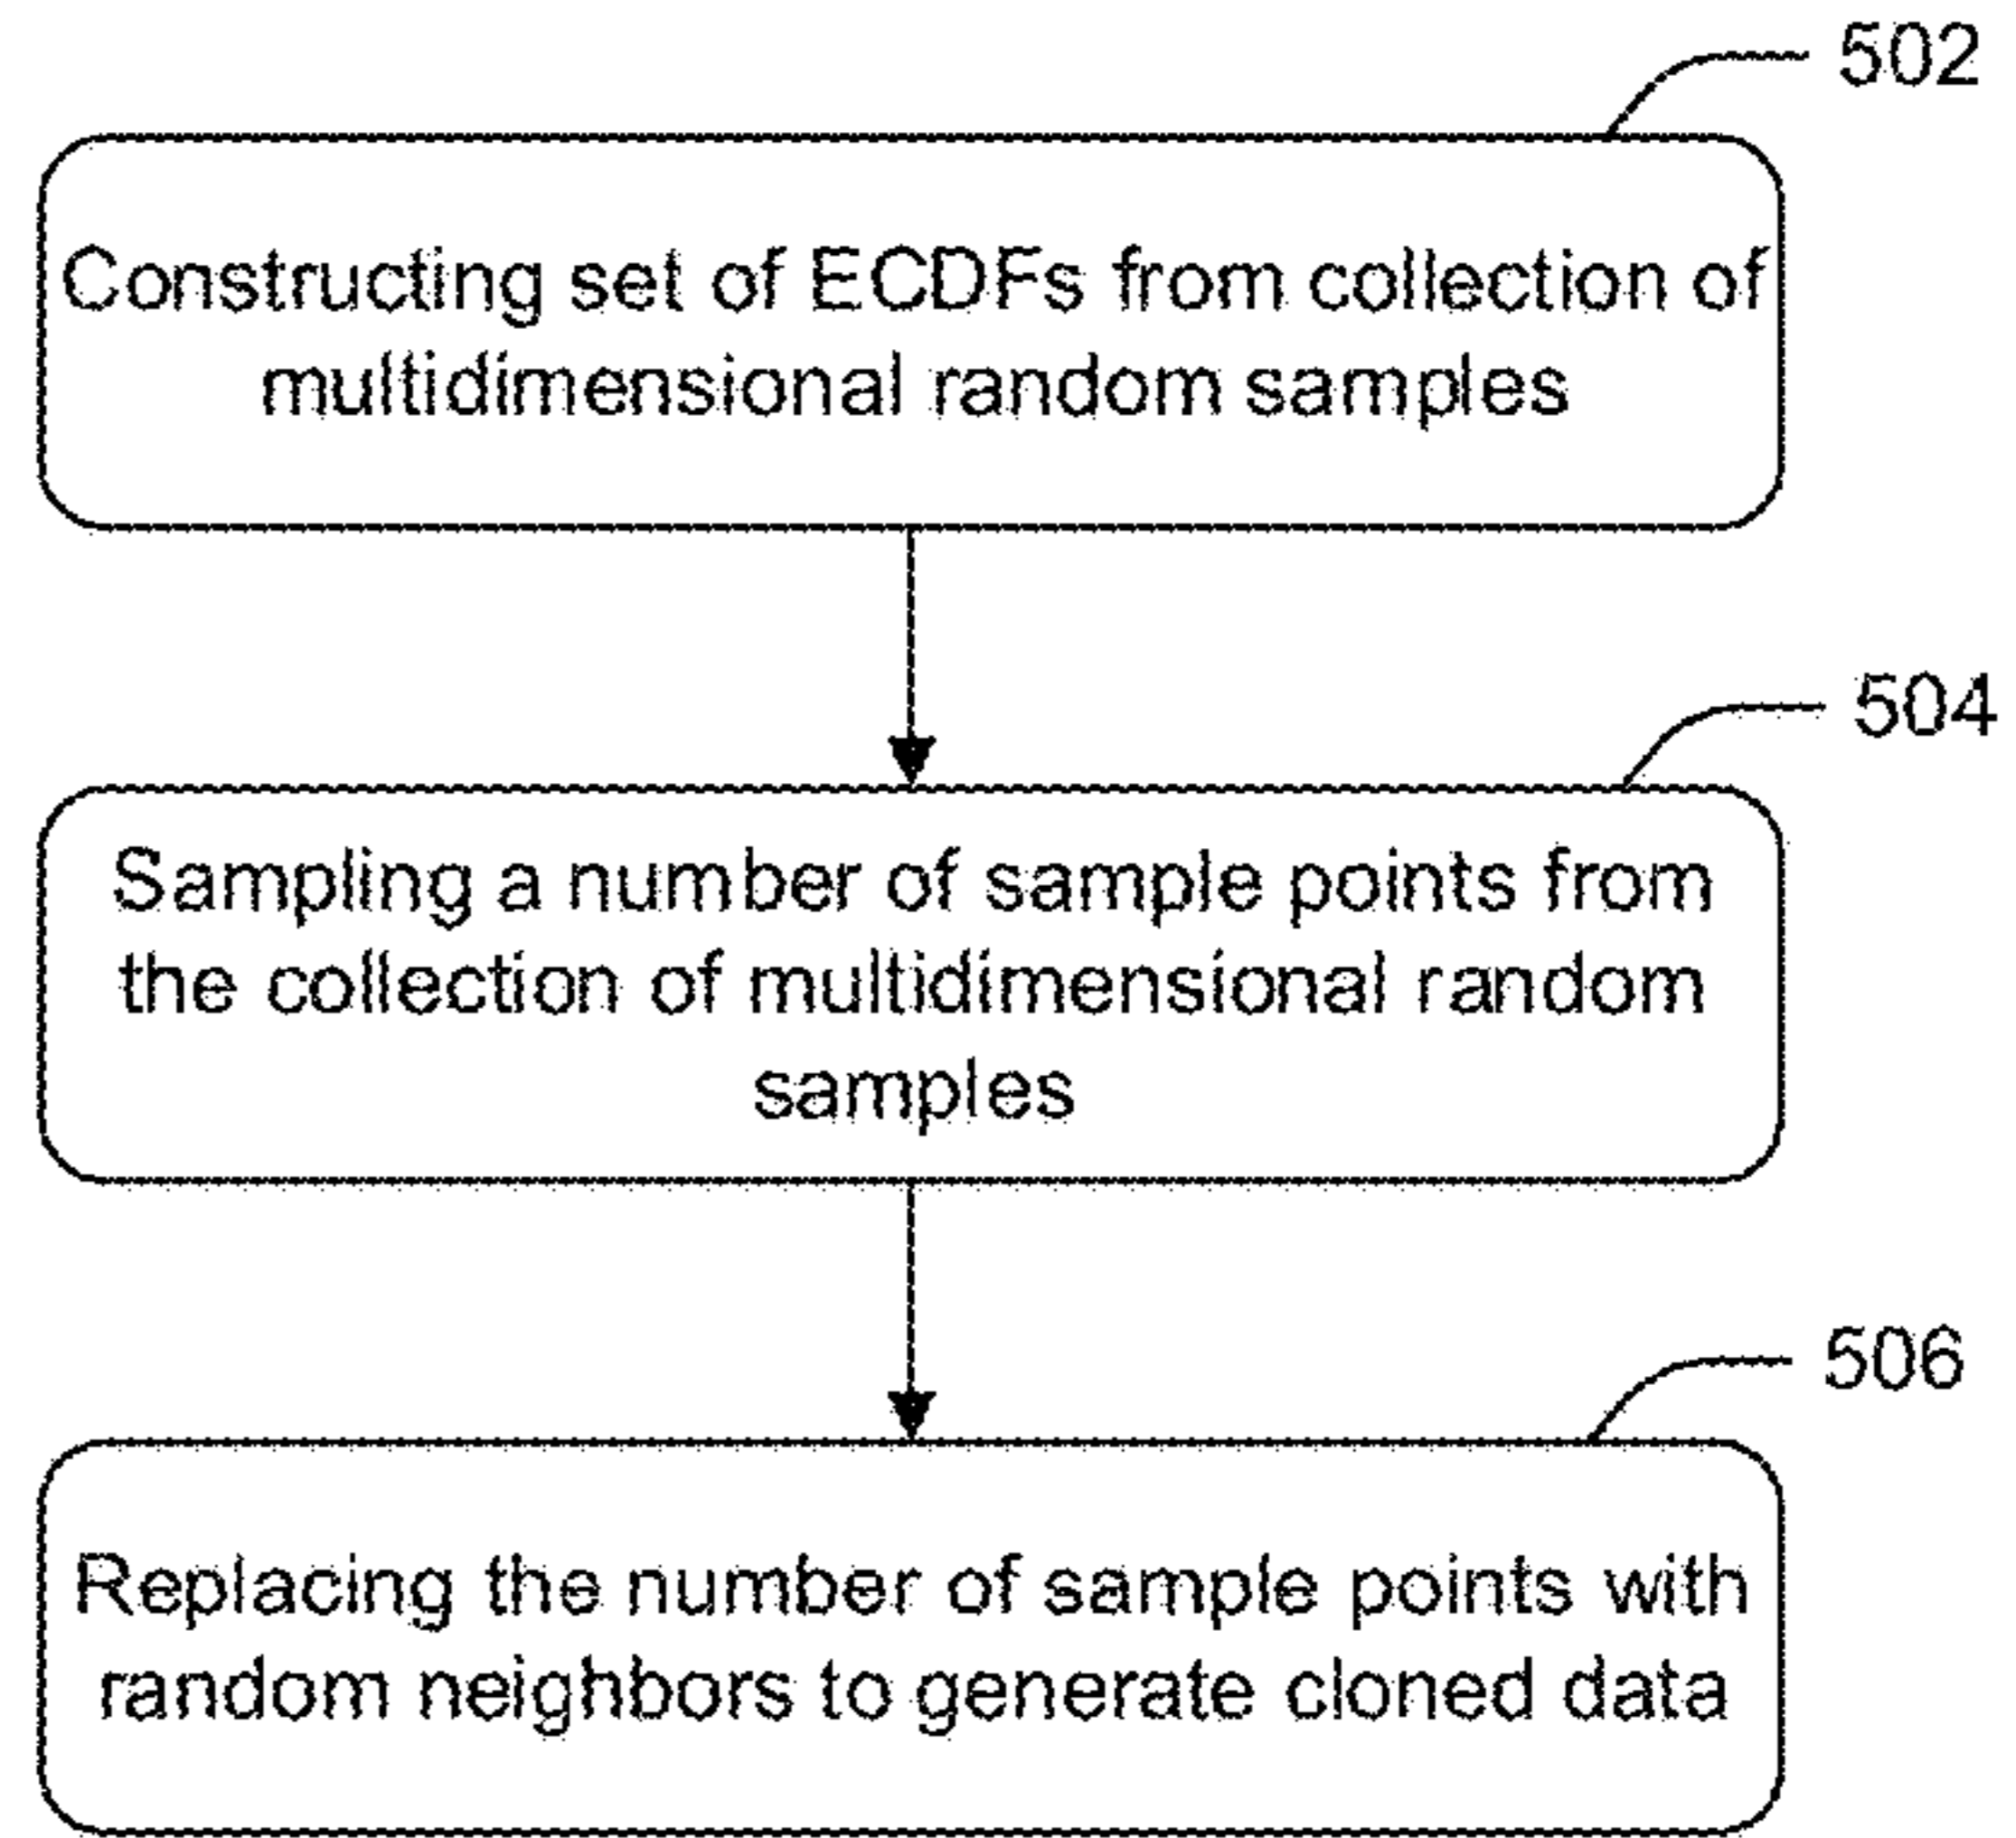 502
Constructing set of ECDFs from collection of
multidimensional random samples
504
Sampling a number of sample points from
the collection of multidimensional random
samples
506
Replacing the number of sample points with
random neighbors to generate cloned data